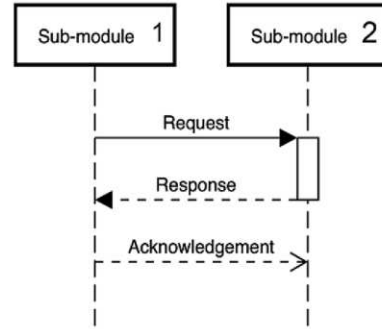 Sub-module 1
Sub-module 2
Request
Response
Acknowledgement